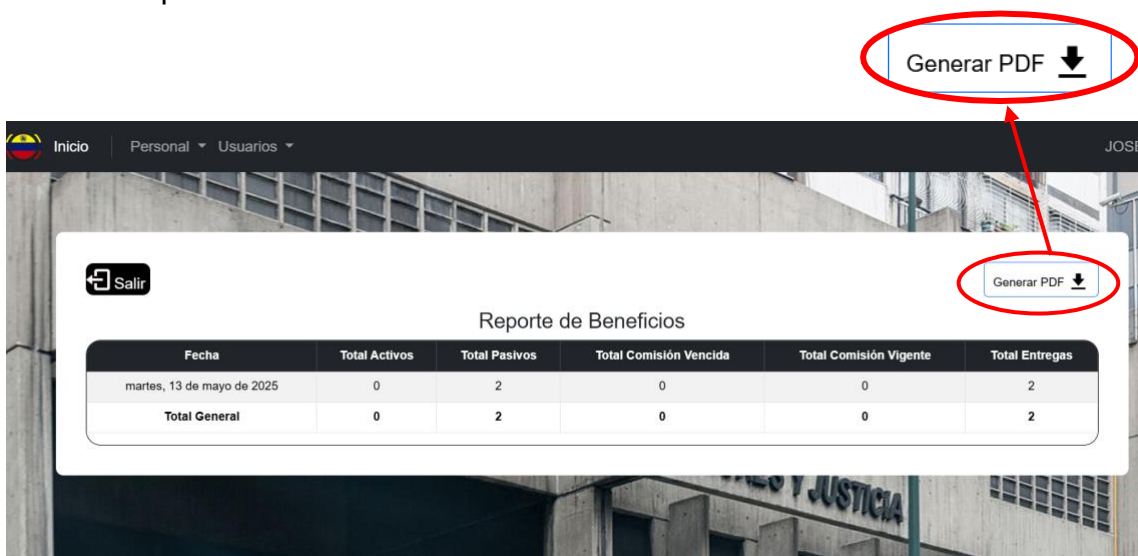 Generar PDF
Inicio Personal Usuarios JOSE
Salir
Generar PDF
Reporte de Beneficios
Fecha Total Activos Total Pasivos Total Comisión Vencida Total Comisión Vigente Total Entregas
martes, 13 de mayo de 2025 0 2 0 0 2
Total General 0 2 0 0 2
Y JUSTICIA